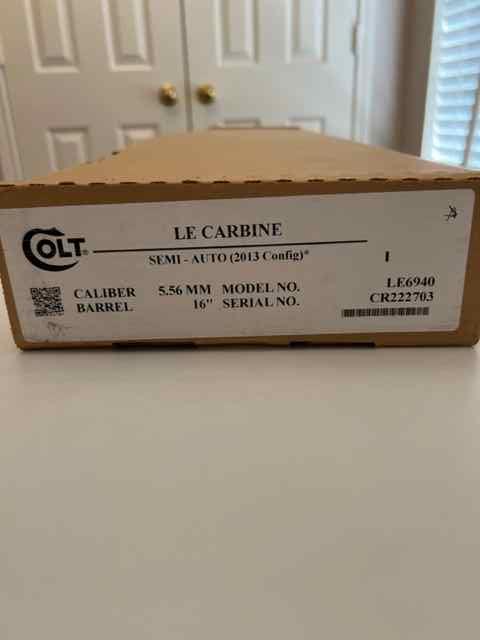 COLT®
LE CARBINE
SEMI - AUTO (2013 Config)*
I
CALIBER 5.56 MM MODEL NO. LE6940
BARREL 16" SERIAL NO. CR222703